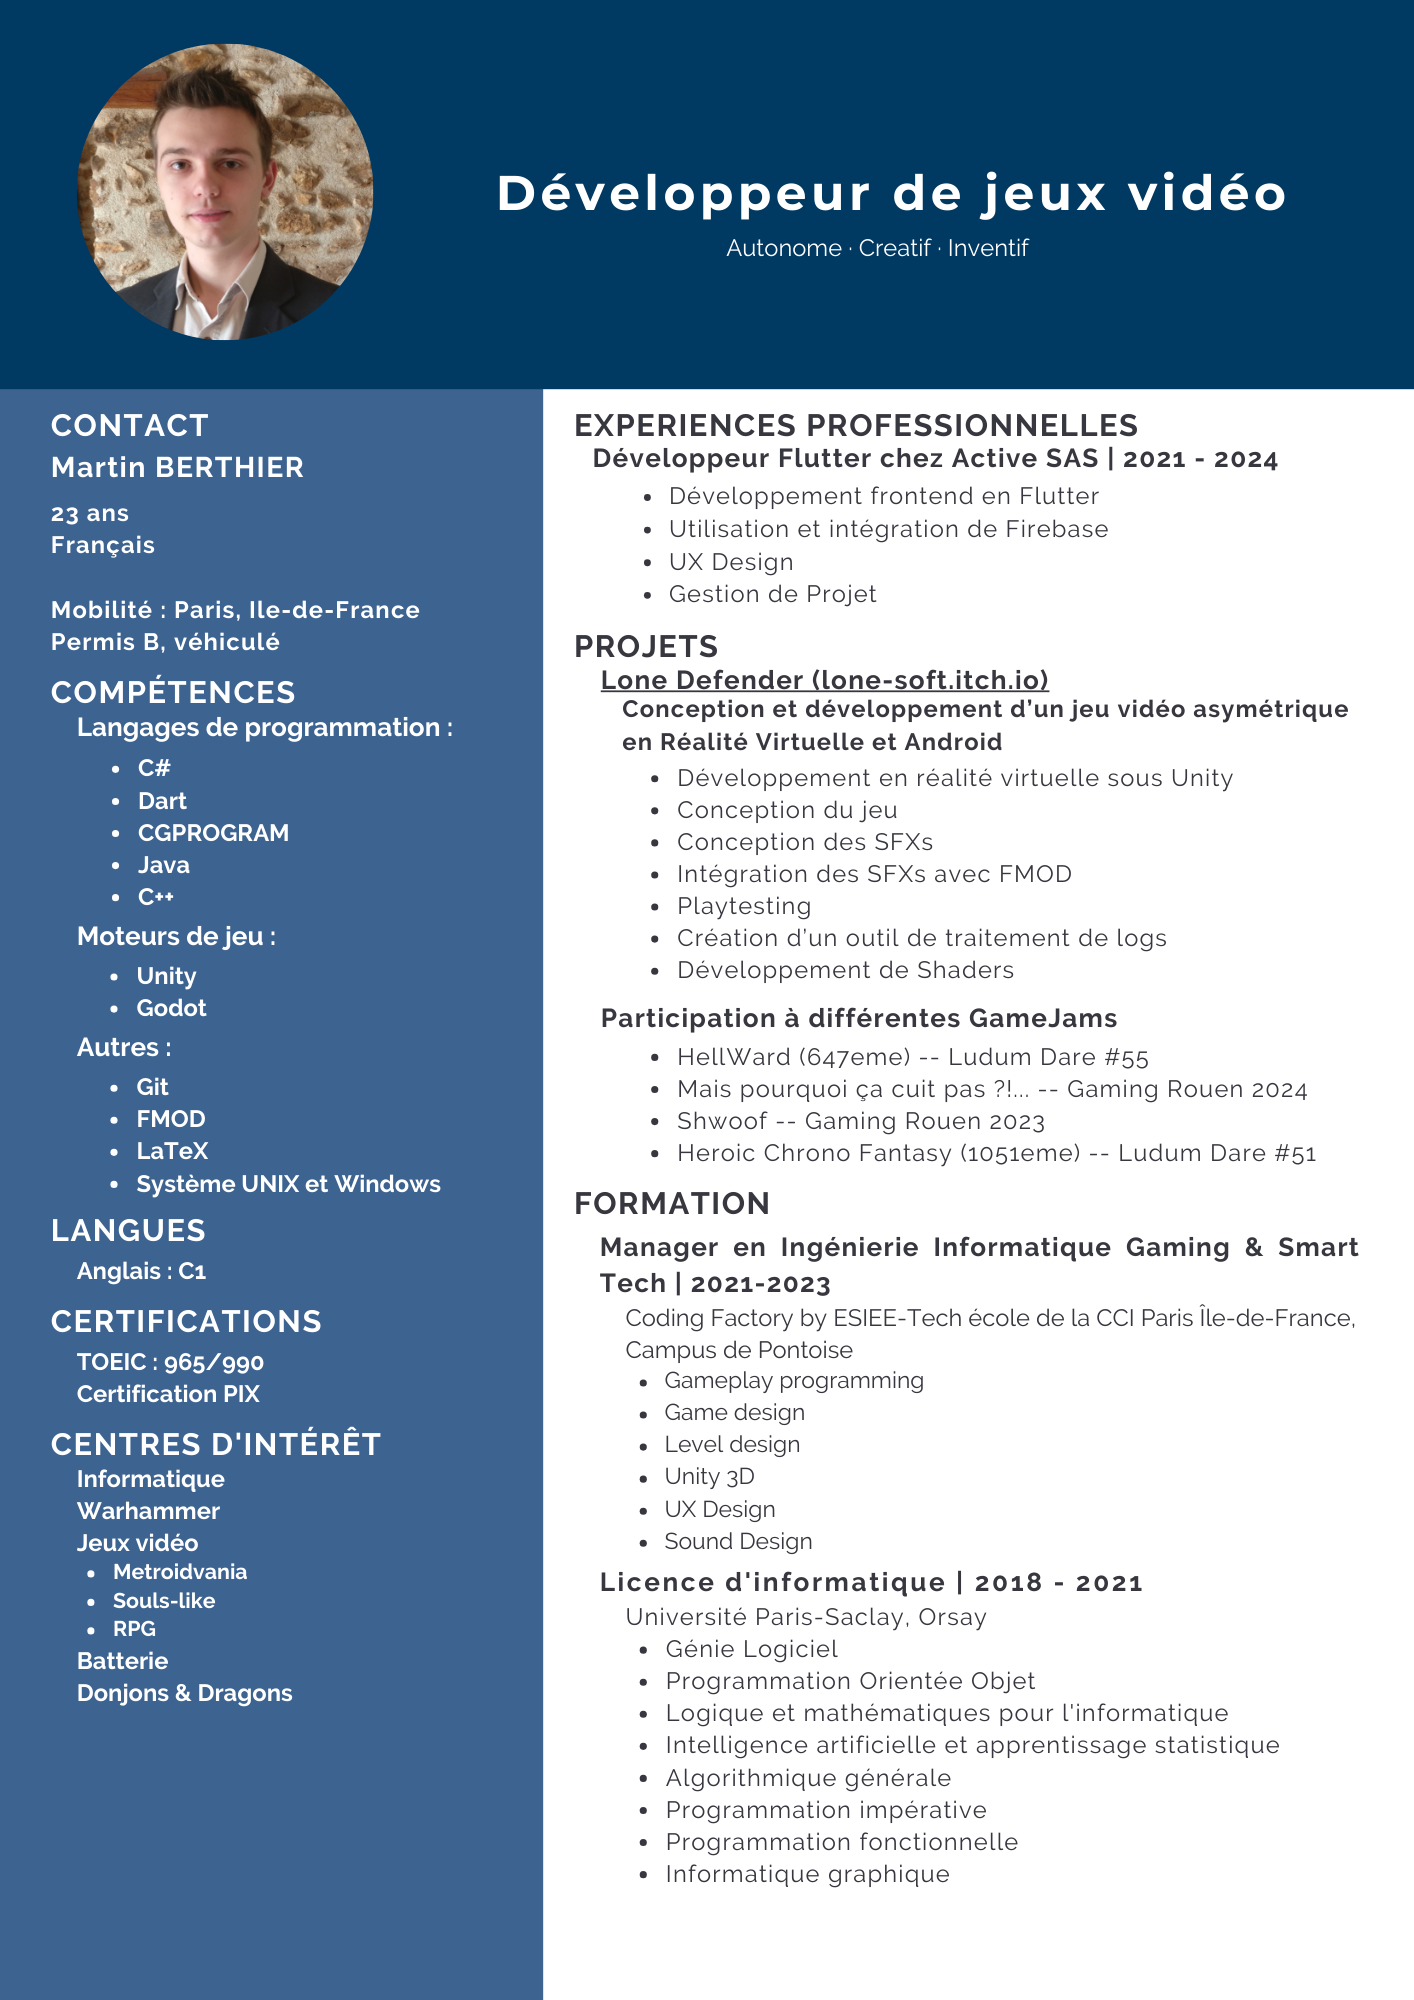 Développeur de jeux vidéo
Autonome · Creatif · Inventif
CONTACT
Martin BERTHIER
23 ans
Français
Mobilité : Paris, Ile-de-France
Permis B, véhiculé
COMPÉTENCES
Langages de programmation :
• C#
• Dart
• CGPROGRAM
• Java
• C++
Moteurs de jeu :
• Unity
• Godot
Autres :
• Git
• FMOD
• LaTeX
• Système UNIX et Windows
LANGUES
Anglais : C1
CERTIFICATIONS
TOEIC : 965/990
Certification PIX
CENTRES D'INTÉRÊT
Informatique
Warhammer
Jeux vidéo
• Metroidvania
• Souls-like
• RPG
Batterie
Donjons & Dragons
EXPERIENCES PROFESSIONNELLES
Développeur Flutter chez Active SAS | 2021 - 2024
• Développement frontend en Flutter
• Utilisation et intégration de Firebase
• UX Design
• Gestion de Projet
PROJETS
Lone Defender (lone-soft.itch.io)
Conception et développement d’un jeu vidéo asymétrique
en Réalité Virtuelle et Android
• Développement en réalité virtuelle sous Unity
• Conception du jeu
• Conception des SFXs
• Intégration des SFXs avec FMOD
• Playtesting
• Création d’un outil de traitement de logs
• Développement de Shaders
Participation à différentes GameJams
• HellWard (647eme) -- Ludum Dare #55
• Mais pourquoi ça cuit pas ?!... -- Gaming Rouen 2024
• Shwoof -- Gaming Rouen 2023
• Heroic Chrono Fantasy (1051eme) -- Ludum Dare #51
FORMATION
Manager en Ingénierie Informatique Gaming & Smart
Tech | 2021-2023
Coding Factory by ESIEE-Tech école de la CCI Paris Île-de-France,
Campus de Pontoise
• Gameplay programming
• Game design
• Level design
• Unity 3D
• UX Design
• Sound Design
Licence d'informatique | 2018 - 2021
Université Paris-Saclay, Orsay
• Génie Logiciel
• Programmation Orientée Objet
• Logique et mathématiques pour l'informatique
• Intelligence artificielle et apprentissage statistique
• Algorithmique générale
• Programmation impérative
• Programmation fonctionnelle
• Informatique graphique